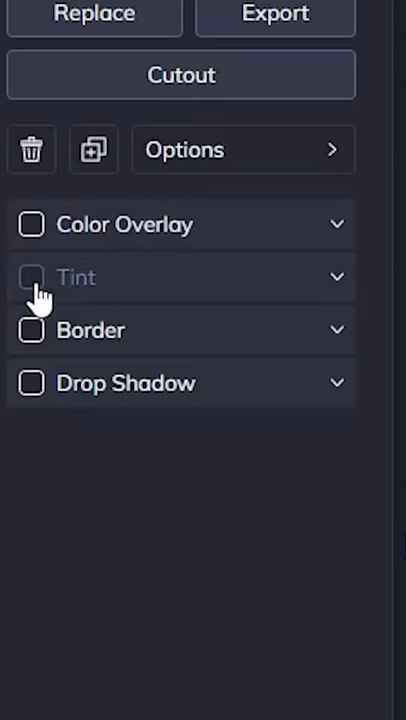 Replace
Export
Cutout
Options
Color Overlay
Tint
Border
Drop Shadow